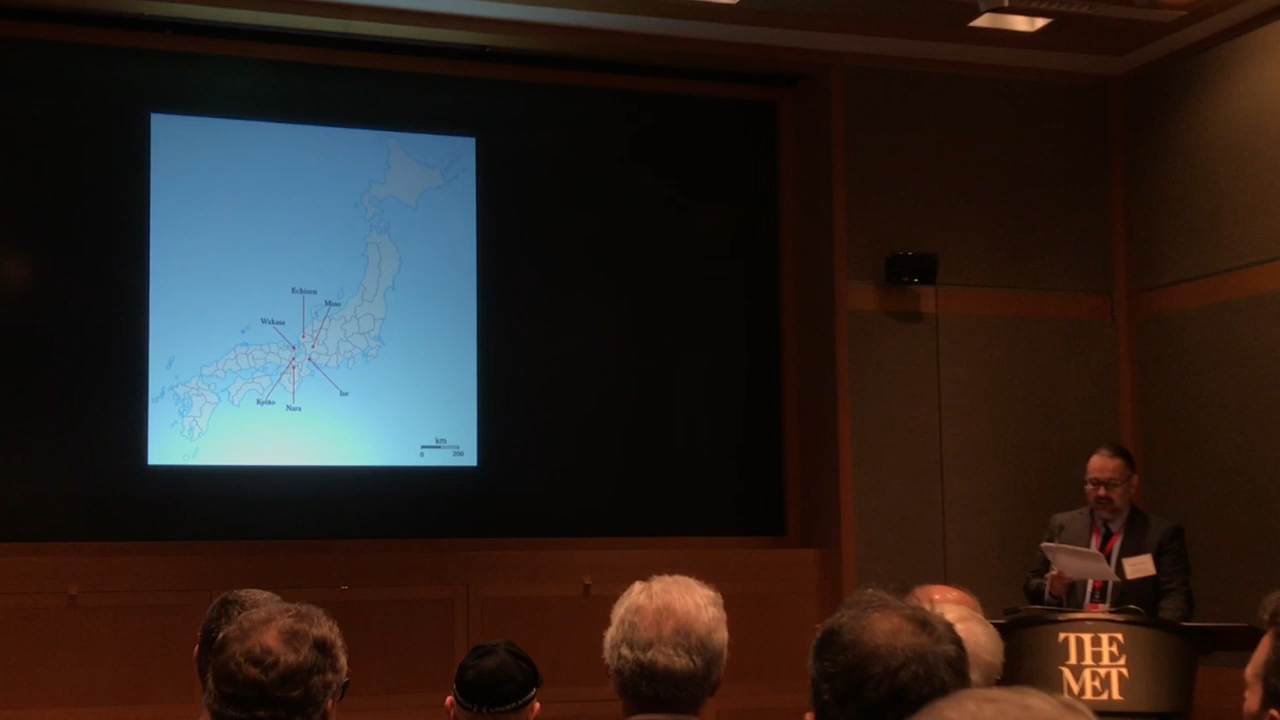 Echizen
Mino
Wakasa
Ise
Kyoto
Nara
km
0 200
THE
MET